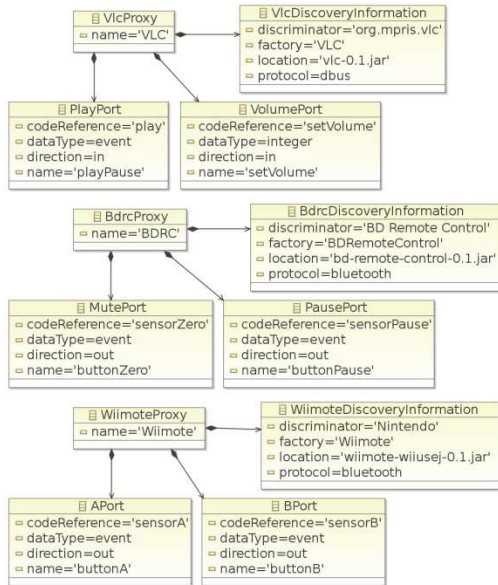 VlcProxy
name='VLC'
VlcDiscoveryInformation
discriminator='org.mpris.vlc'
factory='VLC'
location='vlc-0.1.jar'
protocol=dbus
PlayPort
codeReference='play'
dataType=event
direction=in
name='playPause'
VolumePort
codeReference='setVolume'
dataType=integer
direction=in
name='setVolume'
BdrcProxy
name='BDRC'
BdrcDiscoveryInformation
discriminator='BD Remote Control'
factory='BDRemoteControl'
location='bd-remote-control-0.1.jar'
protocol=bluetooth
MutePort
codeReference='sensorZero'
dataType=event
direction=out
name='buttonZero'
PausePort
codeReference='sensorPause'
dataType=event
direction=out
name='buttonPause'
WiimoteProxy
name='Wiimote'
WiimoteDiscoveryInformation
discriminator='Nintendo'
factory='Wiimote'
location='wiimote-wiiusej-0.1.jar'
protocol=bluetooth
APort
codeReference='sensorA'
dataType=event
direction=out
name='buttonA'
BPort
codeReference='sensorB'
dataType=event
direction=out
name='buttonB'